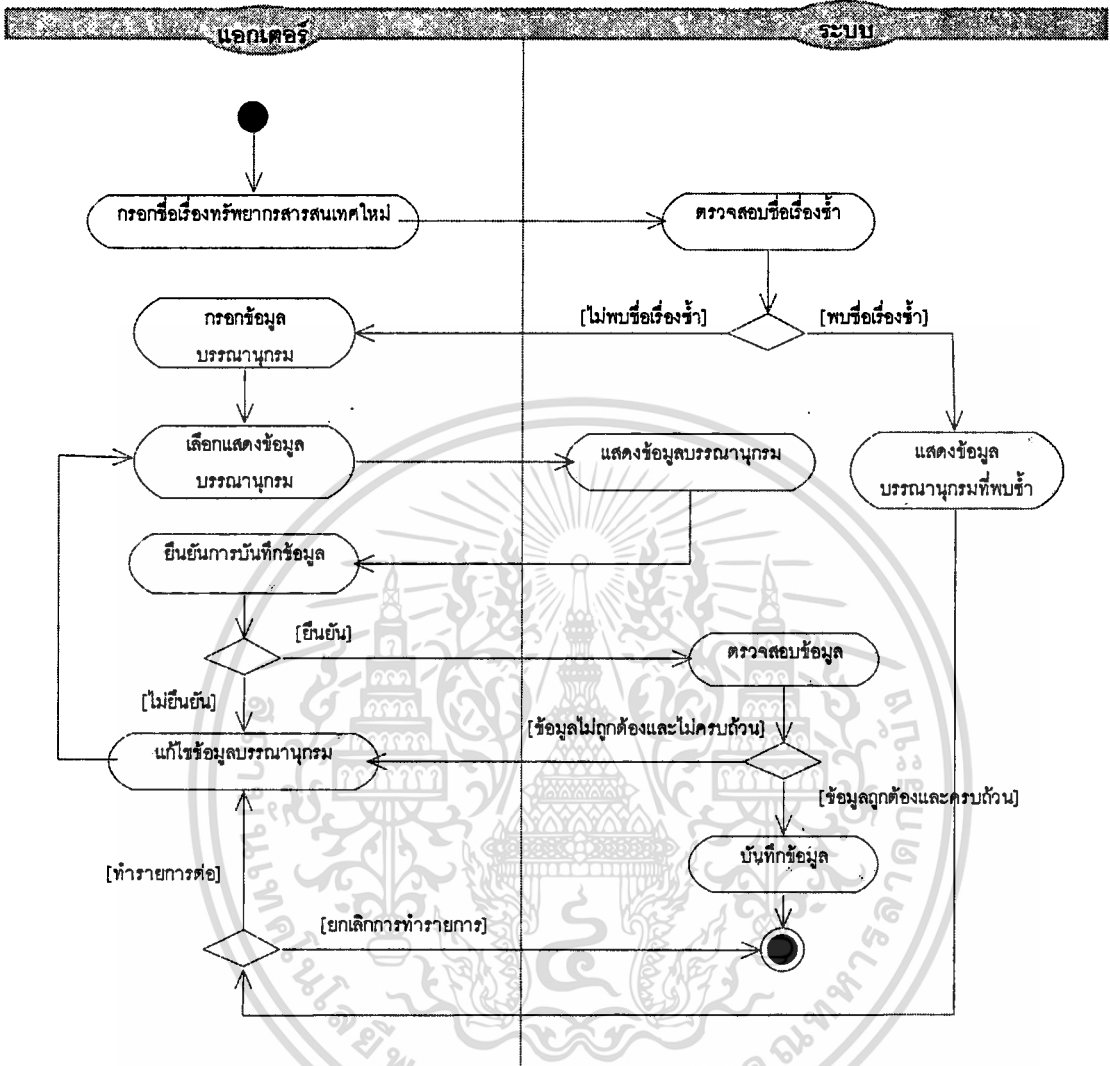 แอกเตอร์
ระบบ
กรอกชื่อเรื่องทรัพยากรสารสนเทศใหม่
ตรวจสอบชื่อเรื่องซ้ำ
กรอกข้อมูล
บรรณานุกรม
[ไม่พบชื่อเรื่องซ้ำ]
[พบชื่อเรื่องซ้ำ]
เลือกแสดงข้อมูล
บรรณานุกรม
แสดงข้อมูลบรรณานุกรม
แสดงข้อมูล
บรรณานุกรมที่พบซ้ำ
ยืนยันการบันทึกข้อมูล
[ยืนยัน]
ตรวจสอบข้อมูล
[ไม่ยืนยัน]
[ข้อมูลไม่ถูกต้องและไม่ครบถ้วน]
แก้ไขข้อมูลบรรณานุกรม
[ข้อมูลถูกต้องและครบถ้วน]
บันทึกข้อมูล
[ทำรายการต่อ]
[ยกเลิกการทำรายการ]